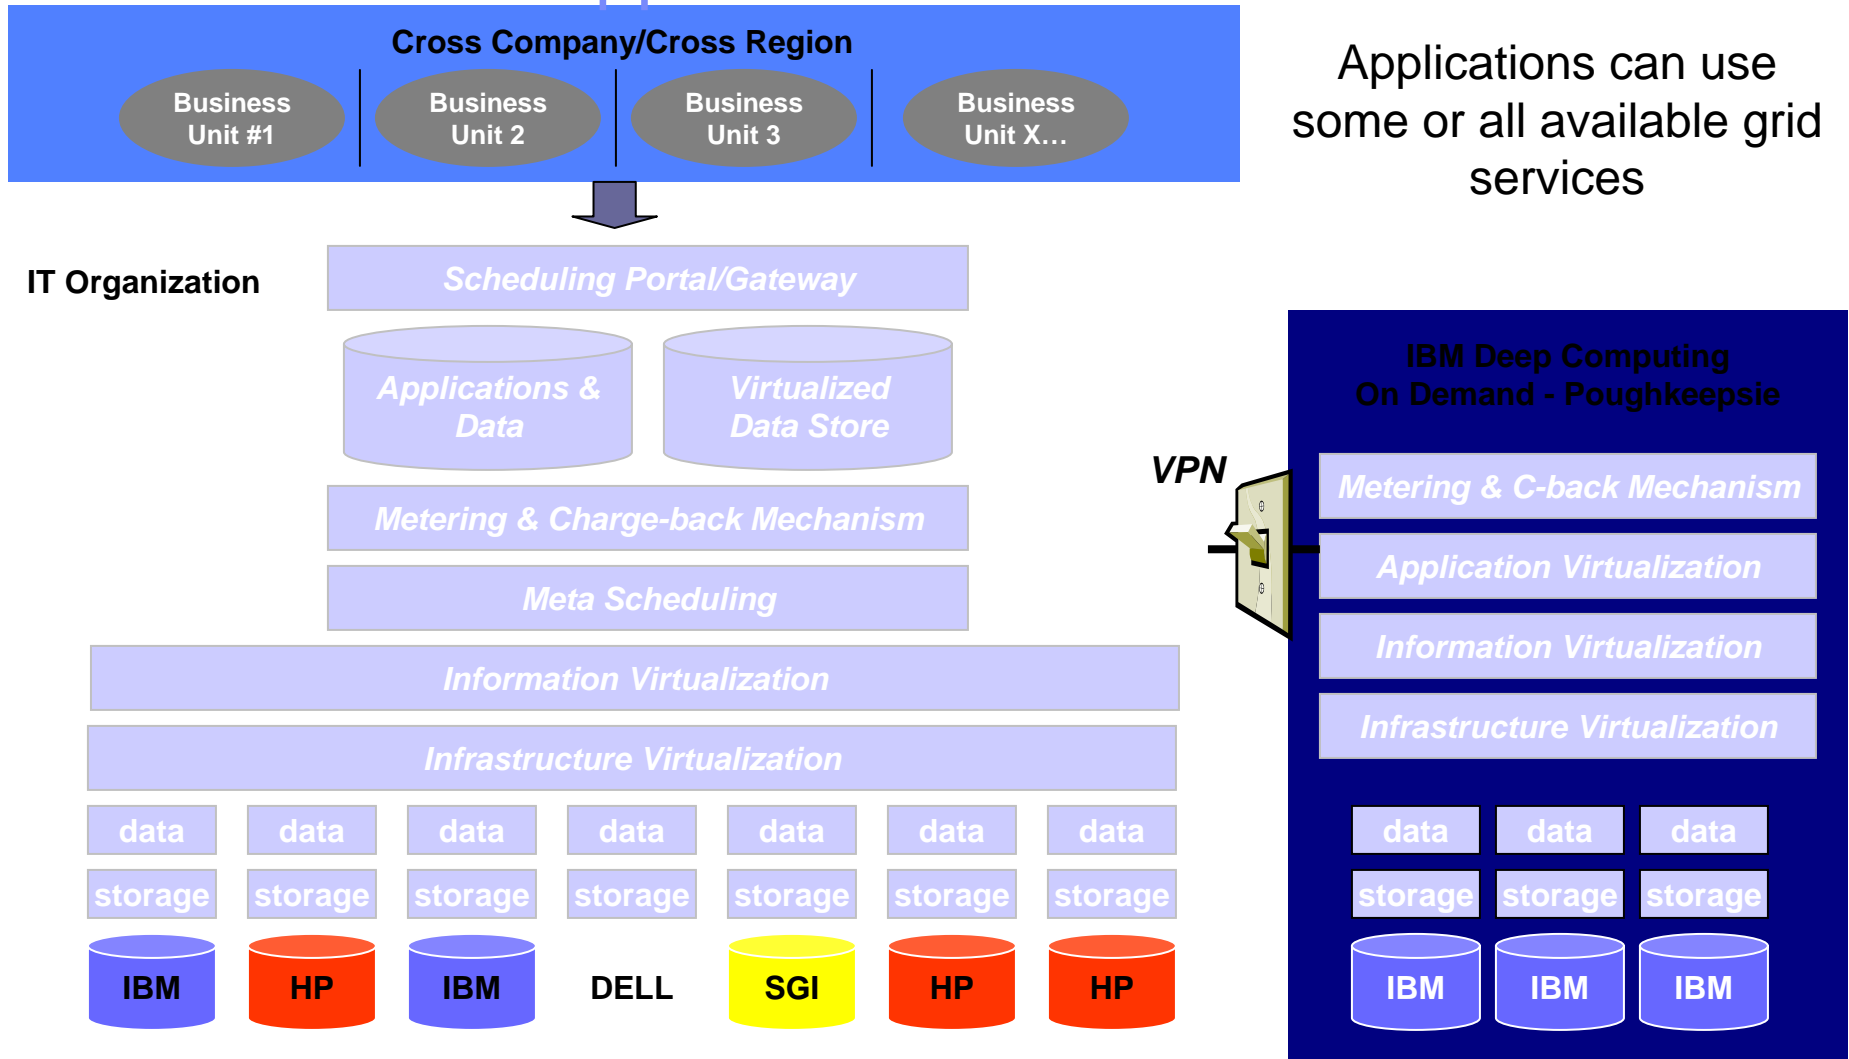 Cross Company/Cross Region
Business
Unit #1
Business
Unit 2
Business
Unit 3
Business
Unit X…
Applications can use
some or all available grid
services
IT Organization
Scheduling Portal/Gateway
Applications &
Data
Virtualized
Data Store
Metering & Charge-back Mechanism
Meta Scheduling
Information Virtualization
Infrastructure Virtualization
data data data data data data data
storage storage storage storage storage storage storage
IBM HP IBM DELL SGI HP HP
VPN
IBM Deep Computing
On Demand - Poughkeepsie
Metering & C-back Mechanism
Application Virtualization
Information Virtualization
Infrastructure Virtualization
data data data
storage storage storage
IBM IBM IBM